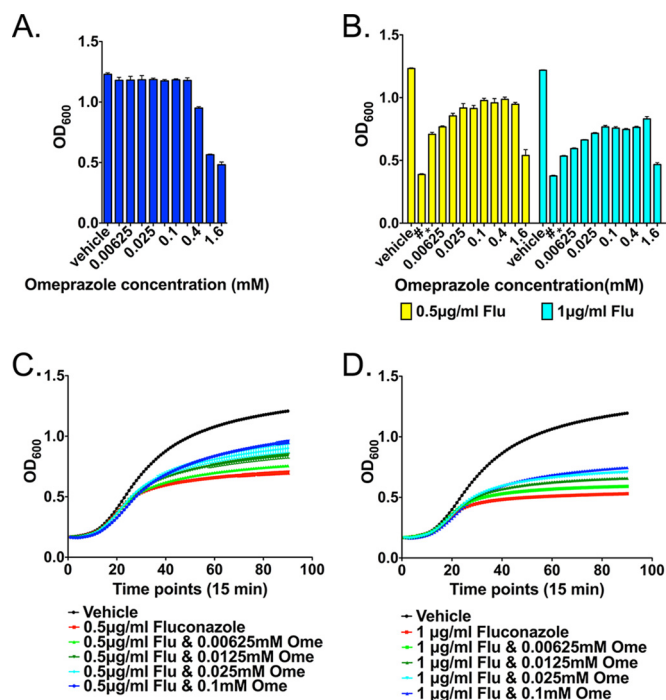 A.
1.5
1.0
0.5
0.0
OD600
vehicle
0.00625
0.025
0.1
0.4
1.6
Omeprazole concentration (mM)
B.
1.5
1.0
0.5
0.0
OD600
vehicle
#
*
0.00625
0.025
0.1
0.4
1.6
vehicle
#
*
0.00625
0.025
0.1
0.4
1.6
Omeprazole concentration(mM)
0.5µg/ml Flu
1µg/ml Flu
C.
1.5
1.0
0.5
0.0
OD600
0 20 40 60 80 100
Time points (15 min)
Vehicle
0.5µg/ml Fluconazole
0.5µg/ml Flu & 0.00625mM Ome
0.5µg/ml Flu & 0.0125mM Ome
0.5µg/ml Flu & 0.025mM Ome
0.5µg/ml Flu & 0.1mM Ome
D.
1.5
1.0
0.5
0.0
OD600
0 20 40 60 80 100
Time points (15 min)
Vehicle
1 µg/ml Fluconazole
1 µg/ml Flu & 0.00625mM Ome
1 µg/ml Flu & 0.0125mM Ome
1 µg/ml Flu & 0.025mM Ome
1 µg/ml Flu & 0.1mM Ome